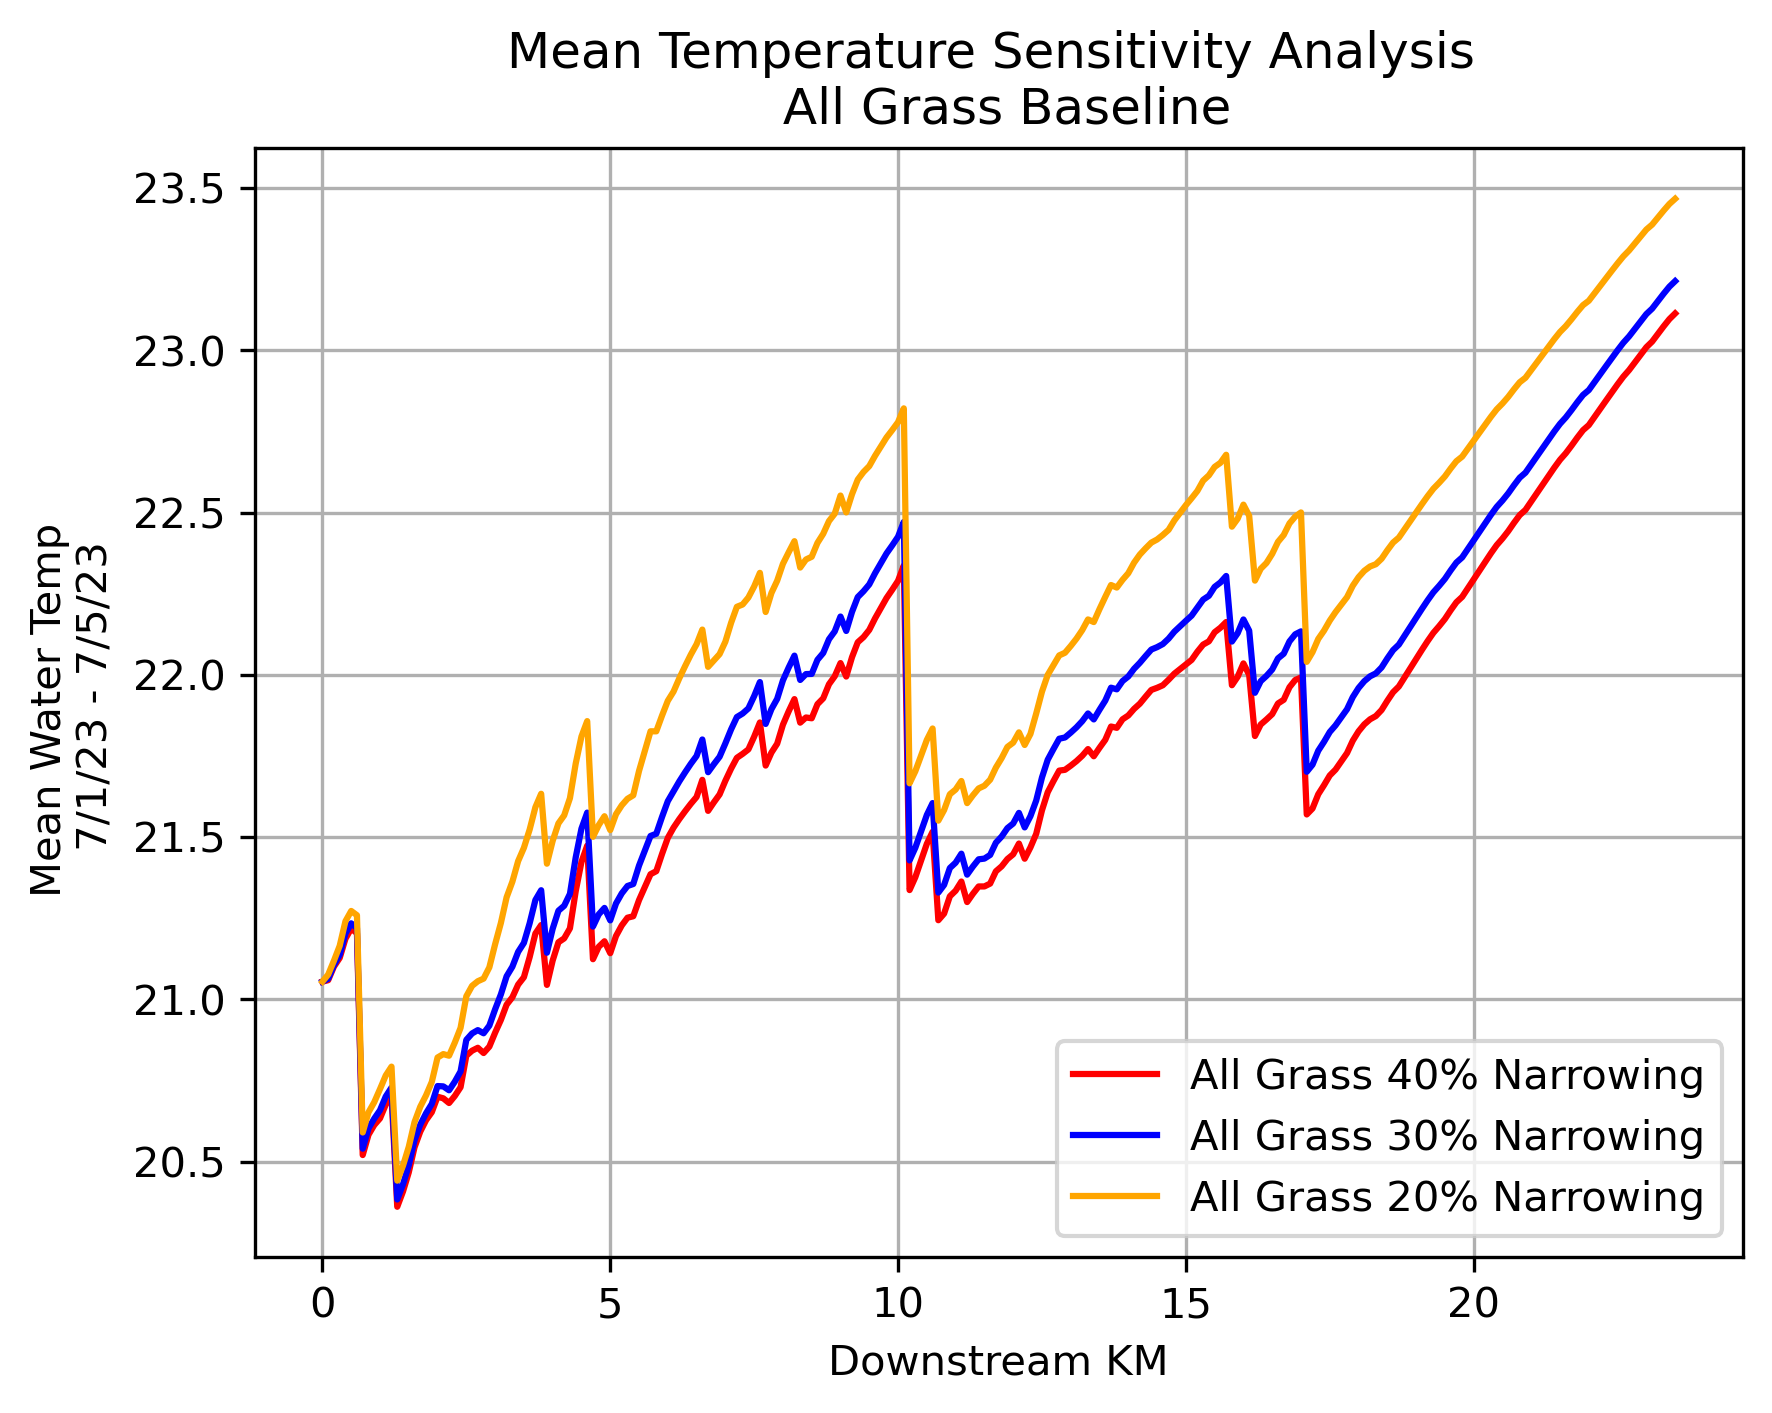 Mean Temperature Sensitivity Analysis
All Grass Baseline
Mean Water Temp
7/1/23 - 7/5/23
23.5
23.0
22.5
22.0
21.5
21.0
20.5
0
5
10
15
20
Downstream KM
All Grass 40% Narrowing
All Grass 30% Narrowing
All Grass 20% Narrowing